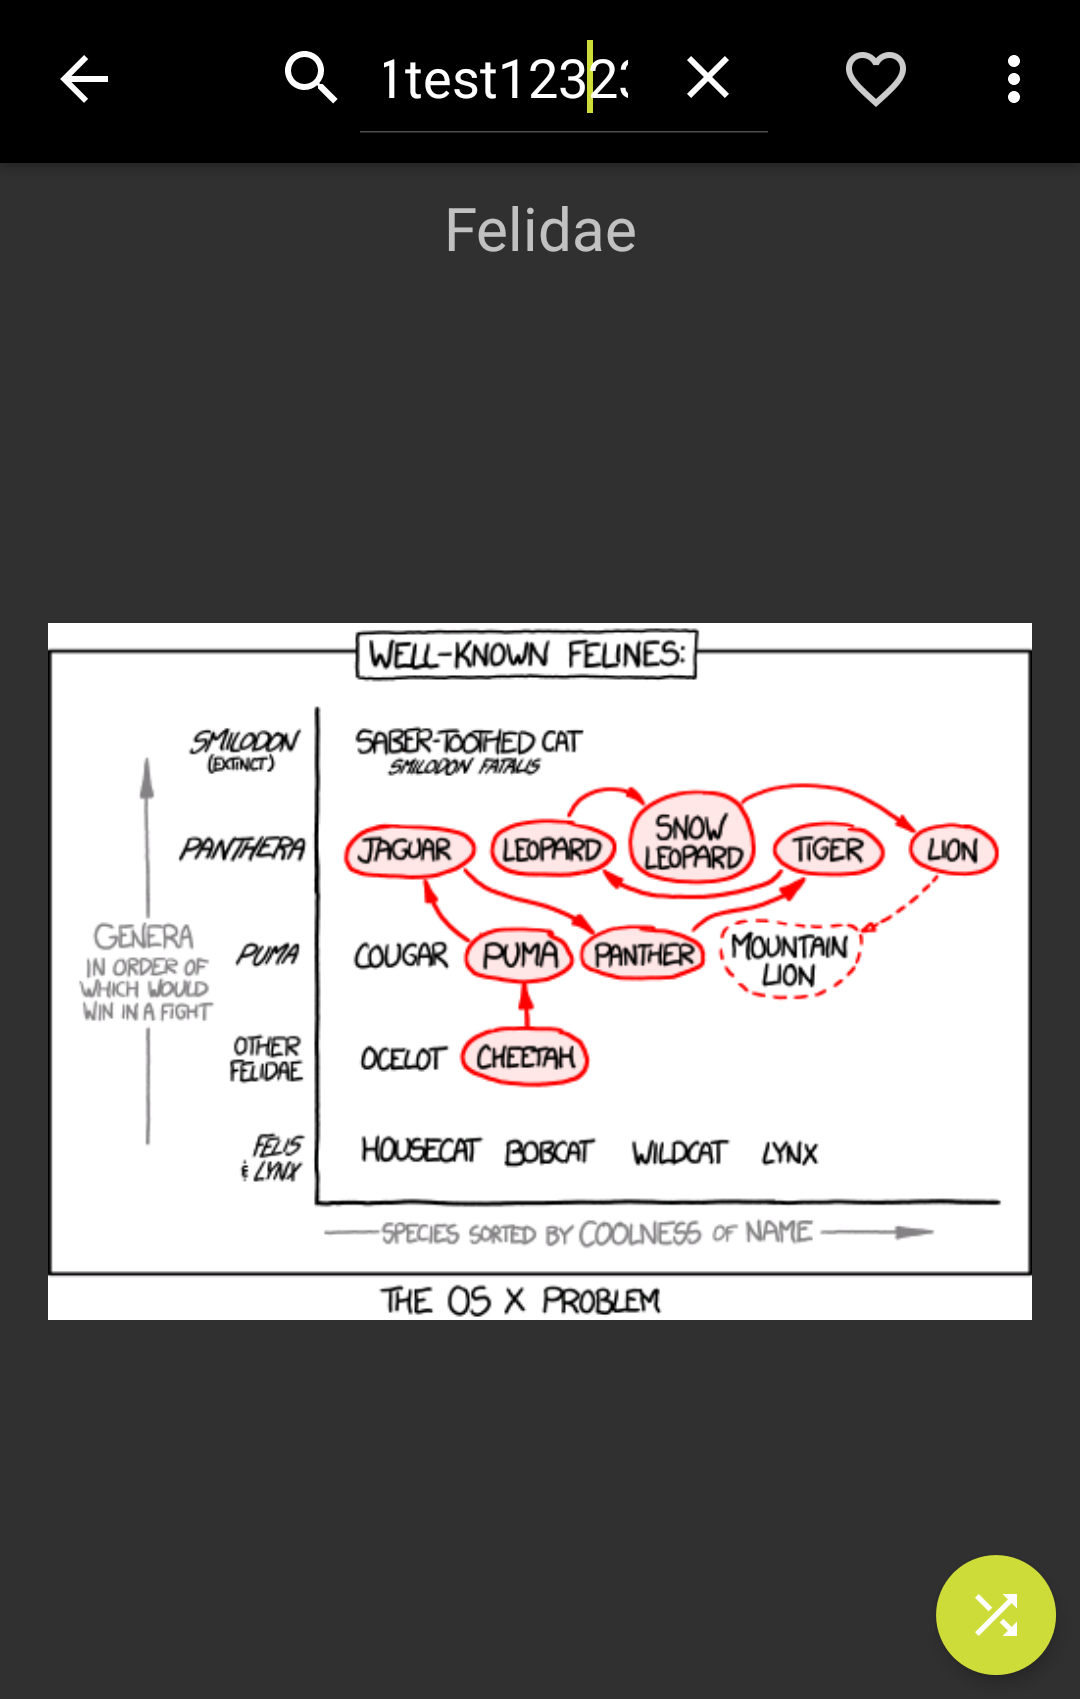 1test1232
Felidae
WELL-KNOWN FELINES:
SMILODON
(EXTINCT)
SABER-TOOTHED CAT
SMILODON FATALIS
PANTHERA
JAGUAR
LEOPARD
SNOW
LEOPARD
TIGER
LION
GENERA
IN ORDER OF
WHICH WOULD
WIN IN A FIGHT
PUMA
COUGAR
PUMA
PANTHER
MOUNTAIN
LION
OTHER
FELIDAE
OCELOT
CHEETAH
FELIS
& LYNX
HOUSECAT
BOBCAT
WILDCAT
LYNX
SPECIES SORTED BY COOLNESS OF NAME
THE OS X PROBLEM